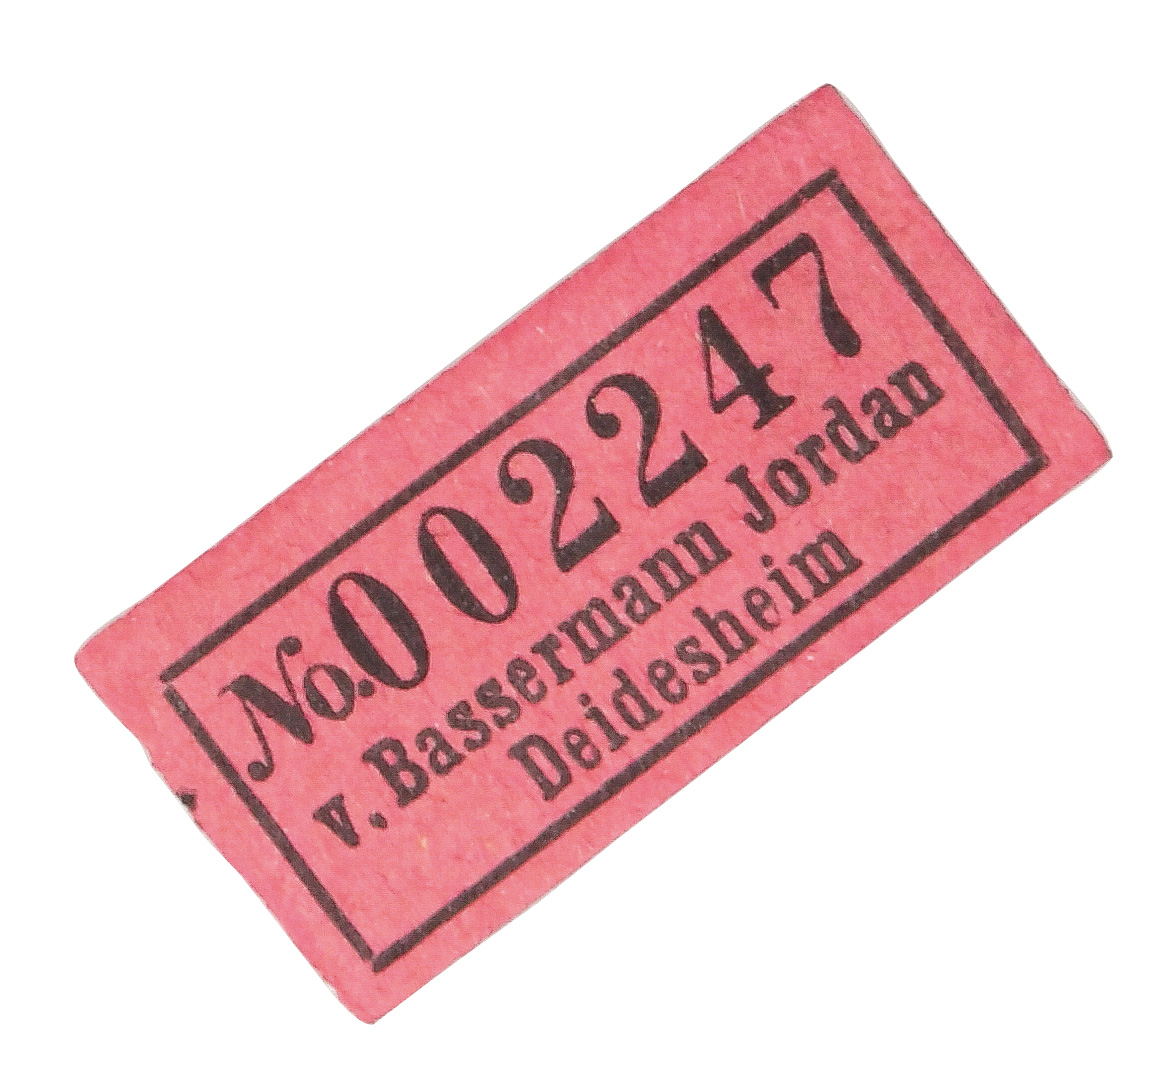 No. 002247
v. Bassermann Jordan
Deidesheim